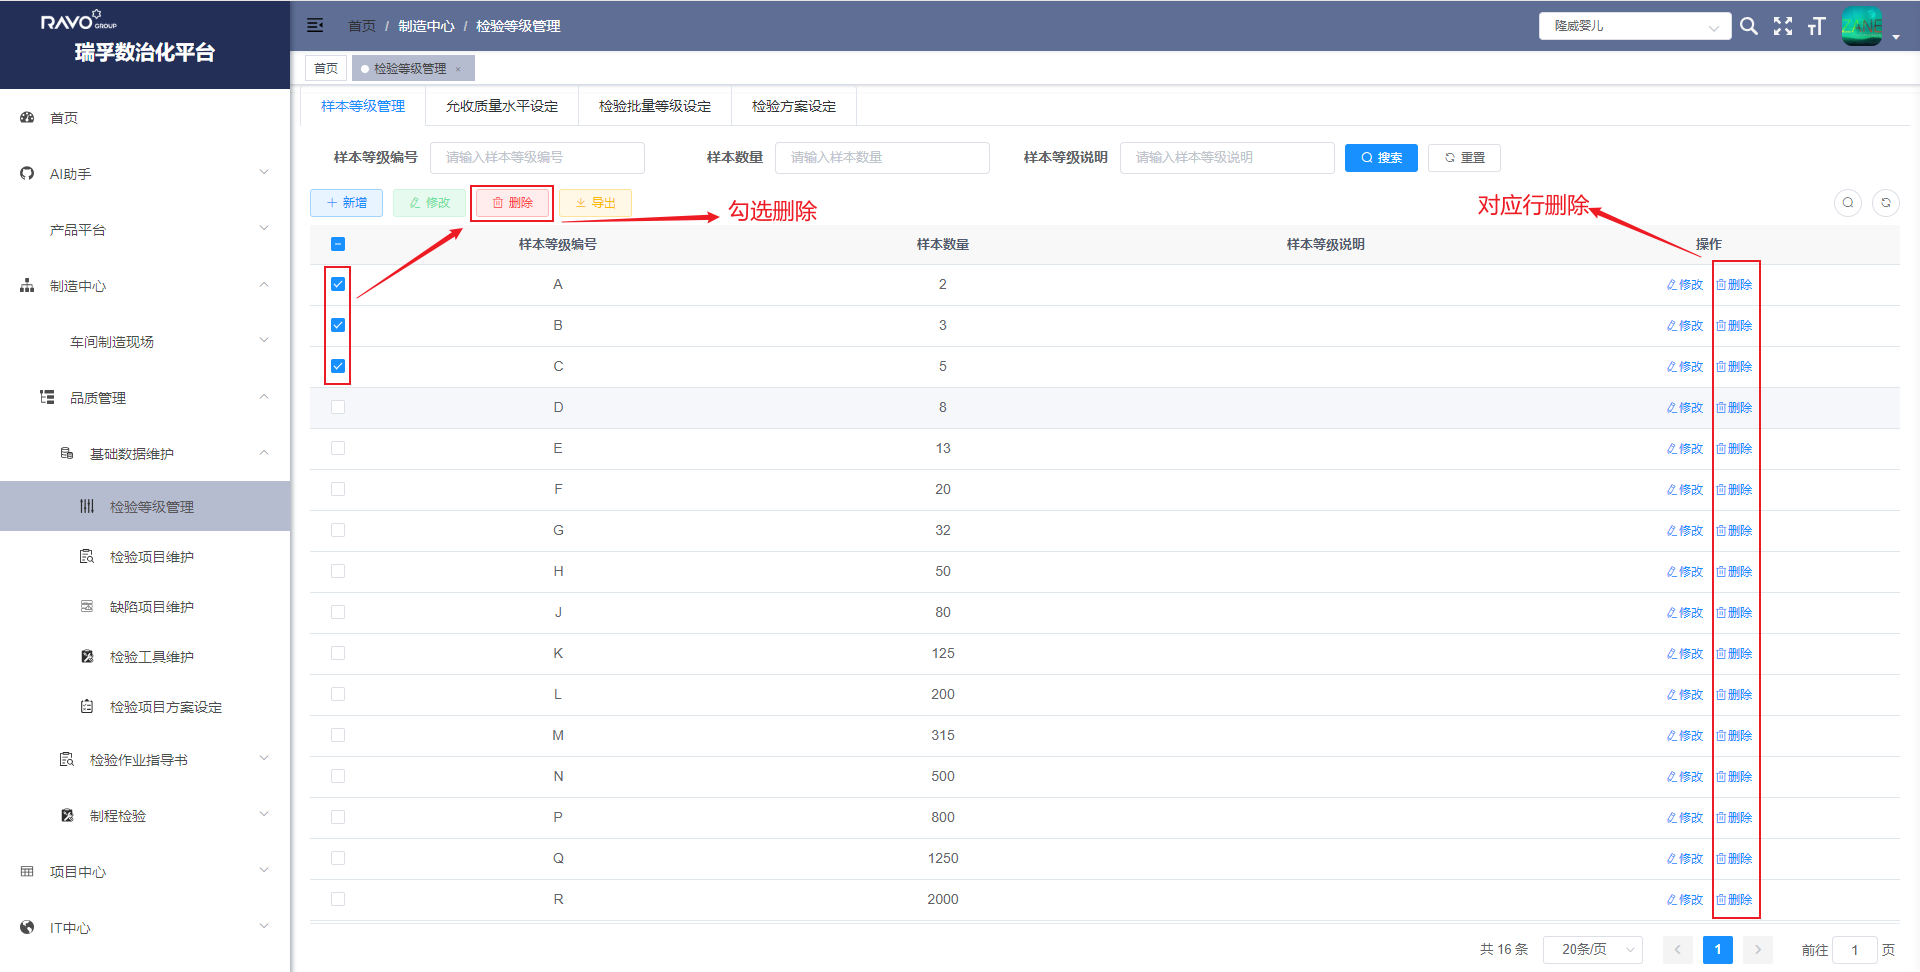 RAVO GROUP
瑞孚数治化平台
首页 / 制造中心 / 检验等级管理
隆威婴儿
ZANE
首页
检验等级管理 ×
首页
AI助手
产品平台
制造中心
车间制造现场
品质管理
基础数据维护
检验等级管理
检验项目维护
缺陷项目维护
检验工具维护
检验项目方案设定
检验作业指导书
制程检验
项目中心
IT中心
样本等级管理 允收质量水平设定 检验批量等级设定 检验方案设定
样本等级编号 请输入样本等级编号 样本数量 请输入样本数量 样本等级说明 请输入样本等级说明 搜索 重置
+ 新增 修改 删除 导出 勾选删除 对应行删除
样本等级编号 样本数量 样本等级说明 操作
A 2 修改 删除
B 3 修改 删除
C 5 修改 删除
D 8 修改 删除
E 13 修改 删除
F 20 修改 删除
G 32 修改 删除
H 50 修改 删除
J 80 修改 删除
K 125 修改 删除
L 200 修改 删除
M 315 修改 删除
N 500 修改 删除
P 800 修改 删除
Q 1250 修改 删除
R 2000 修改 删除
共 16 条 20条/页 1 前往 1 页